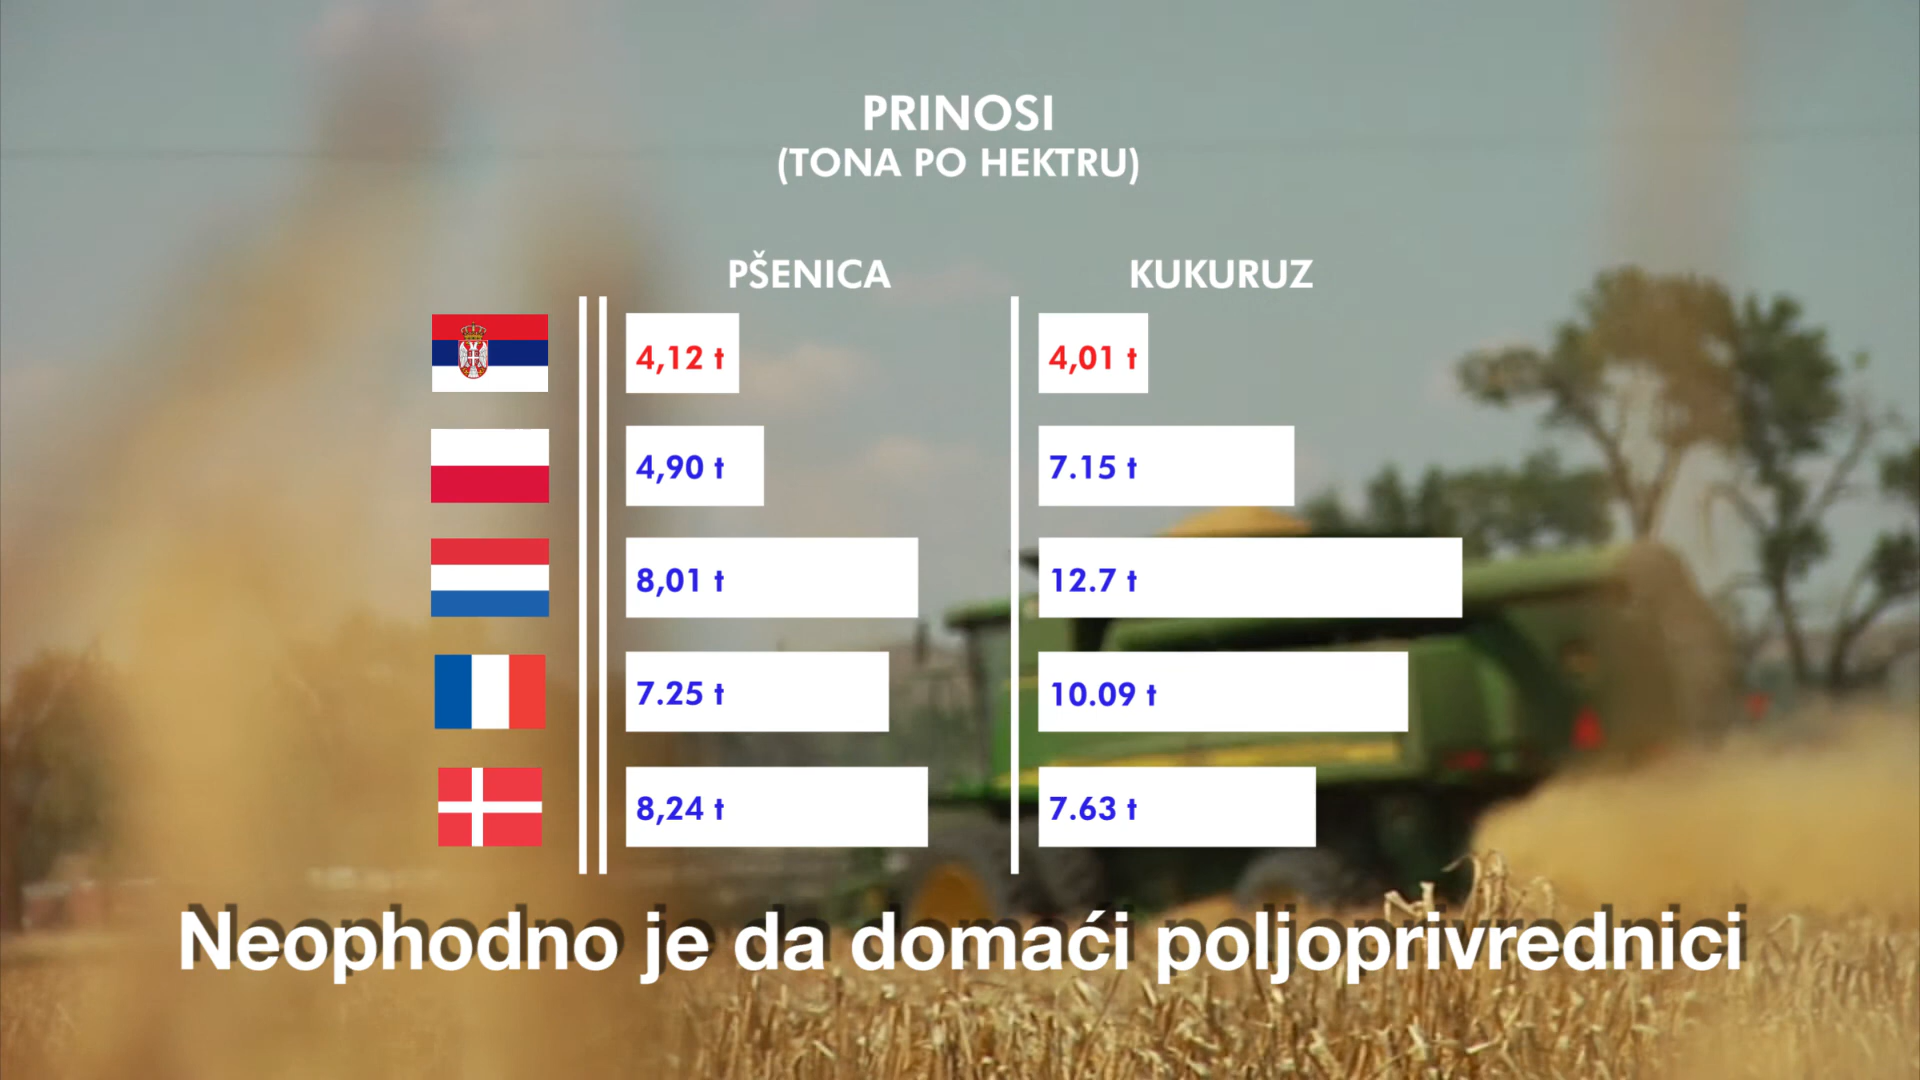 PRINOSI
(TONA PO HEKTRU)
PŠENICA KUKURUZ
4,12 t 4,01 t
4,90 t 7.15 t
8,01 t 12.7 t
7.25 t 10.09 t
8,24 t 7.63 t
Neophodno je da domaći poljoprivrednici